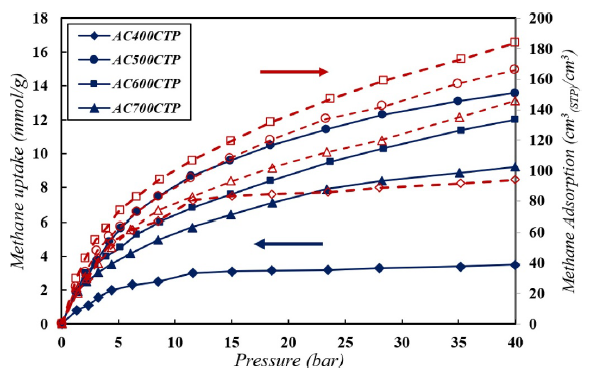 18
16
14
12
10
8
6
4
2
0
Methane uptake (mmol/g)
AC400CTP
AC500CTP
AC600CTP
AC700CTP
200
180
160
140
120
100
80
60
40
20
0
Methane Adsorption (cm³(STP)/cm³)
0 5 10 15 20 25 30 35 40
Pressure (bar)